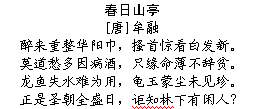 春日山亭
[唐]牟融
醉来重整华阳巾，搔首惊看白发新。
莫道愁多因病酒，只缘命薄不辞贫。
龙鱼失水难为用，龟玉蒙尘未见珍。
正是圣朝全盛日，讵知林下有闲人？